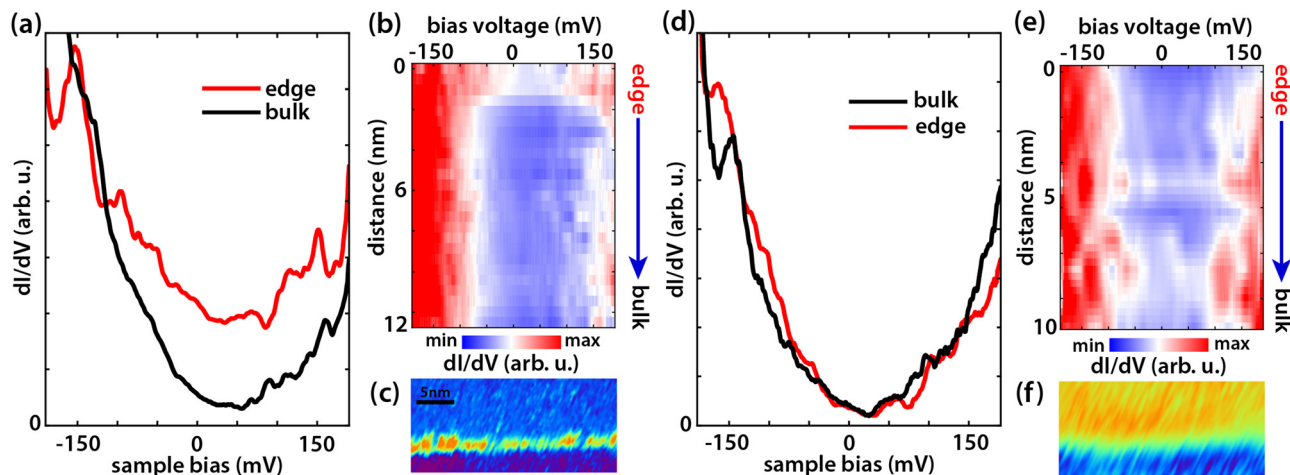 (a)
dI/dV (arb. u.)
edge
bulk
0
-150
0
150
sample bias (mV)
(b)
bias voltage (mV)
-150
0
150
0
6
12
distance (nm)
edge
bulk
min
max
dI/dV (arb. u.)
(c)
5nm
(d)
dI/dV (arb. u.)
bulk
edge
0
-150
0
150
sample bias (mV)
(e)
bias voltage (mV)
-150
0
150
0
5
10
distance (nm)
edge
bulk
min
max
dI/dV (arb. u.)
(f)